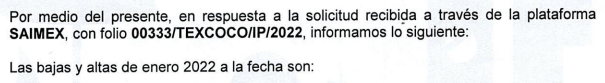 Por medio del presente, en respuesta a la solicitud recibida a través de la plataforma
SAIMEX, con folio 00333/TEXCOCO/IP/2022, informamos lo siguiente:
Las bajas y altas de enero 2022 a la fecha son: